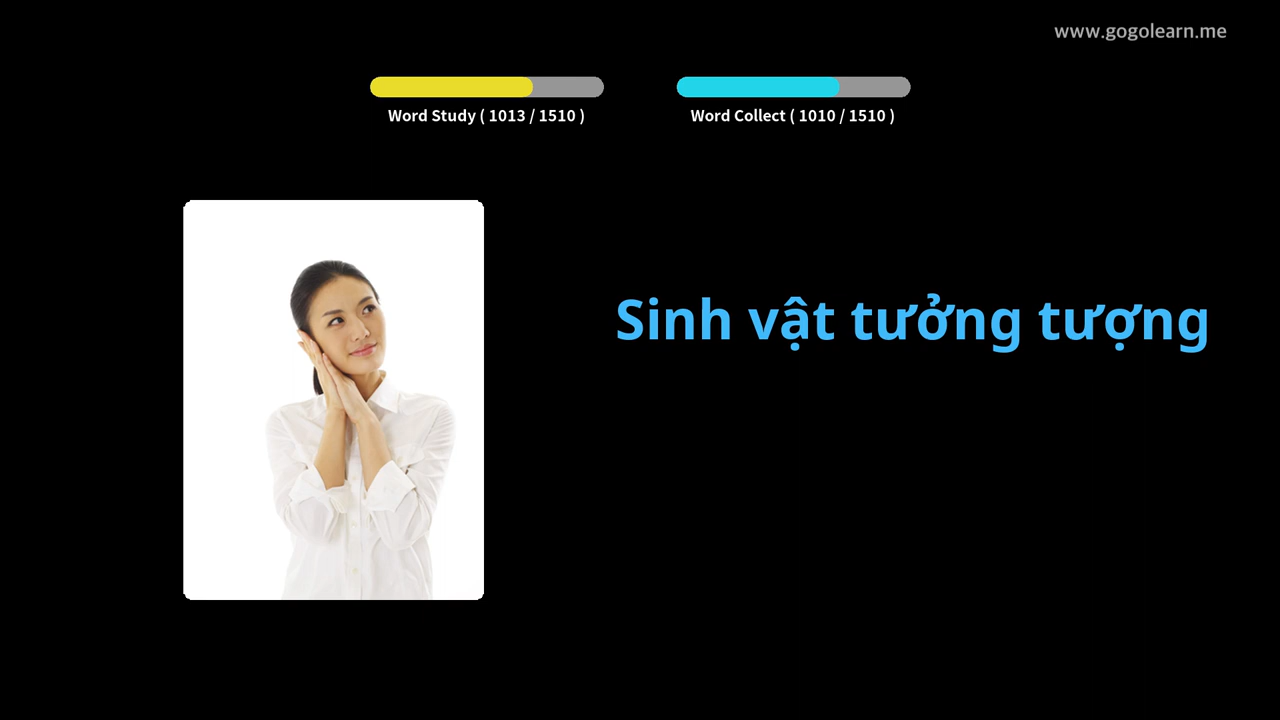 www.gogolearn.me
Word Study ( 1013 / 1510 )
Word Collect ( 1010 / 1510 )
Sinh vật tưởng tượng